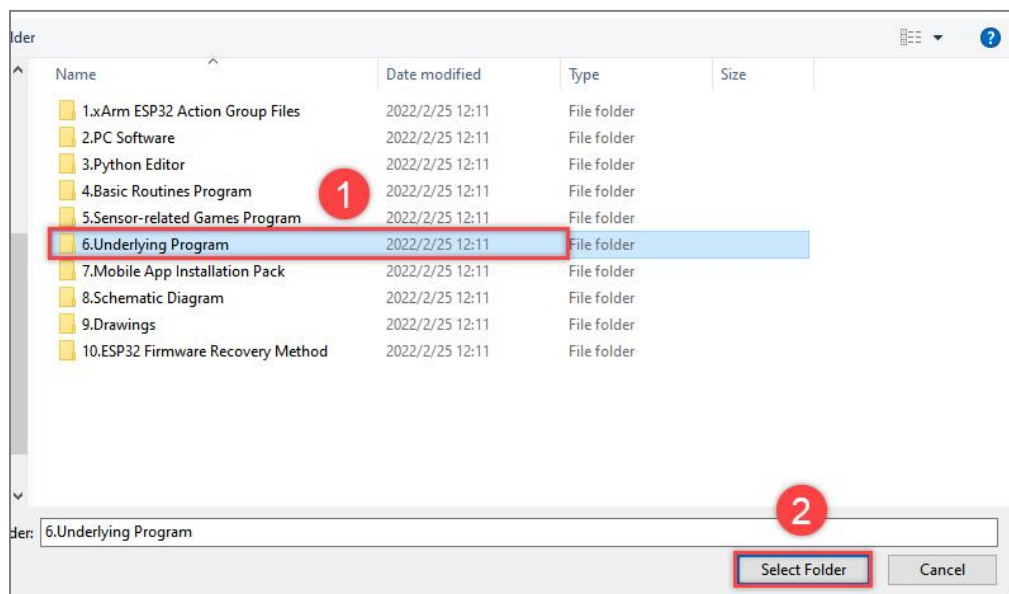 lder
?
Name Date modified Type Size
1.xArm ESP32 Action Group Files 2022/2/25 12:11 File folder
2.PC Software 2022/2/25 12:11 File folder
3.Python Editor 2022/2/25 12:11 File folder
4.Basic Routines Program 2022/2/25 12:11 File folder
1
5.Sensor-related Games Program 2022/2/25 12:11 File folder
6.Underlying Program 2022/2/25 12:11 File folder
7.Mobile App Installation Pack 2022/2/25 12:11 File folder
8.Schematic Diagram 2022/2/25 12:11 File folder
9.Drawings 2022/2/25 12:11 File folder
10.ESP32 Firmware Recovery Method 2022/2/25 12:11 File folder
2
der: 6.Underlying Program
Select Folder Cancel